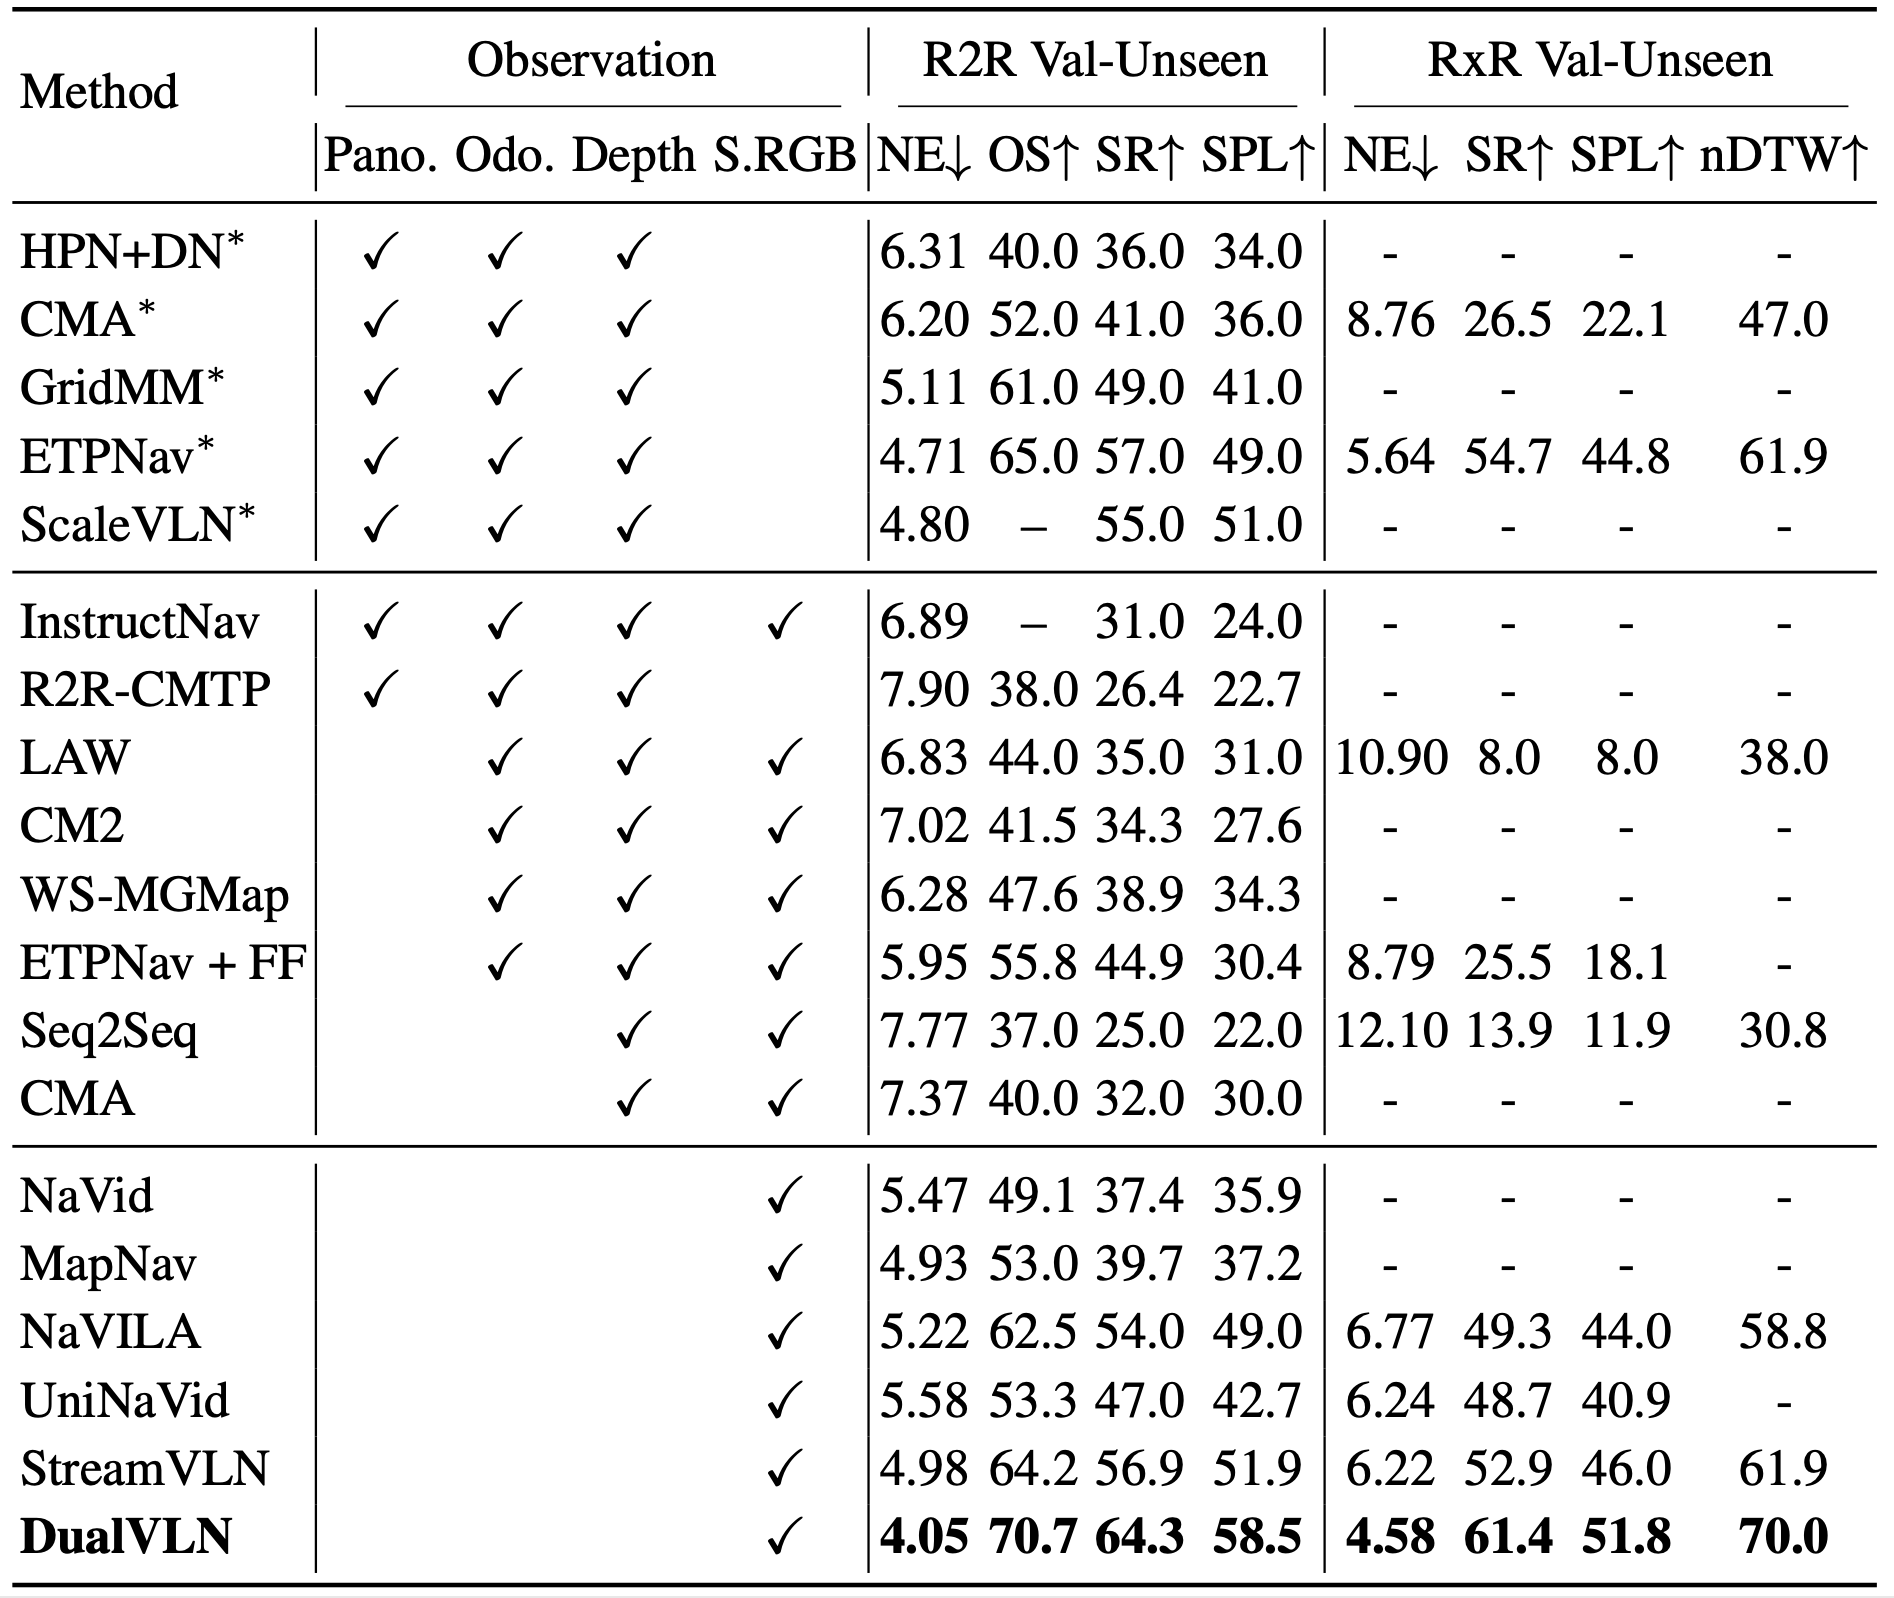 Method Observation R2R Val-Unseen RxR Val-Unseen
Pano. Odo. Depth S.RGB NE↓ OS↑ SR↑ SPL↑ NE↓ SR↑ SPL↑ nDTW↑
HPN+DN* ✓ ✓ ✓ 6.31 40.0 36.0 34.0 - - - -
CMA* ✓ ✓ ✓ 6.20 52.0 41.0 36.0 8.76 26.5 22.1 47.0
GridMM* ✓ ✓ ✓ 5.11 61.0 49.0 41.0 - - - -
ETPNav* ✓ ✓ ✓ 4.71 65.0 57.0 49.0 5.64 54.7 44.8 61.9
ScaleVLN* ✓ ✓ ✓ 4.80 – 55.0 51.0 - - - -
InstructNav ✓ ✓ ✓ ✓ 6.89 – 31.0 24.0 - - - -
R2R-CMTP ✓ ✓ ✓ 7.90 38.0 26.4 22.7 - - - -
LAW ✓ ✓ ✓ 6.83 44.0 35.0 31.0 10.90 8.0 8.0 38.0
CM2 ✓ ✓ ✓ 7.02 41.5 34.3 27.6 - - - -
WS-MGMap ✓ ✓ ✓ 6.28 47.6 38.9 34.3 - - - -
ETPNav + FF ✓ ✓ ✓ 5.95 55.8 44.9 30.4 8.79 25.5 18.1 -
Seq2Seq ✓ ✓ 7.77 37.0 25.0 22.0 12.10 13.9 11.9 30.8
CMA ✓ ✓ 7.37 40.0 32.0 30.0 - - - -
NaVid ✓ 5.47 49.1 37.4 35.9 - - - -
MapNav ✓ 4.93 53.0 39.7 37.2 - - - -
NaVILA ✓ 5.22 62.5 54.0 49.0 6.77 49.3 44.0 58.8
UniNaVid ✓ 5.58 53.3 47.0 42.7 6.24 48.7 40.9 -
StreamVLN ✓ 4.98 64.2 56.9 51.9 6.22 52.9 46.0 61.9
DualVLN ✓ 4.05 70.7 64.3 58.5 4.58 61.4 51.8 70.0